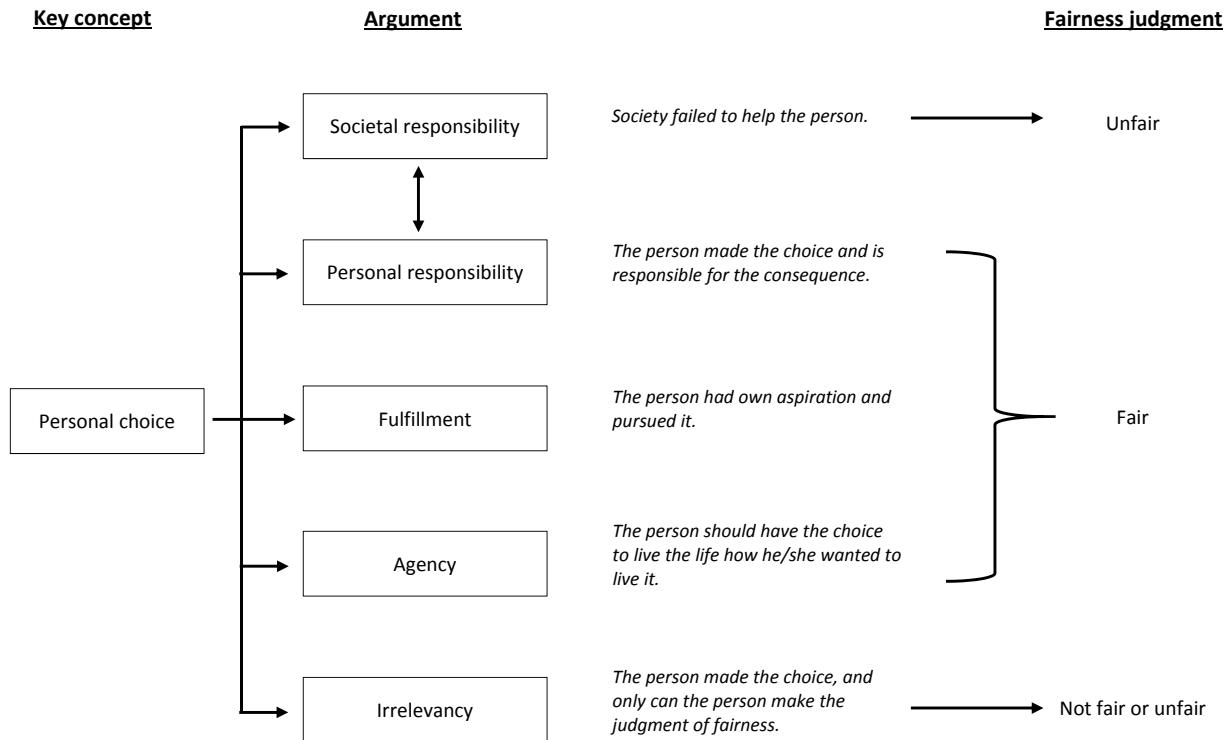 Key concept
Argument
Fairness judgment
Societal responsibility
Society failed to help the person.
Unfair
Personal responsibility
The person made the choice and is
responsible for the consequence.
Personal choice
Fulfillment
The person had own aspiration and
pursued it.
Fair
Agency
The person should have the choice
to live the life how he/she wanted to
live it.
Irrelevancy
The person made the choice, and
only can the person make the
judgment of fairness.
Not fair or unfair